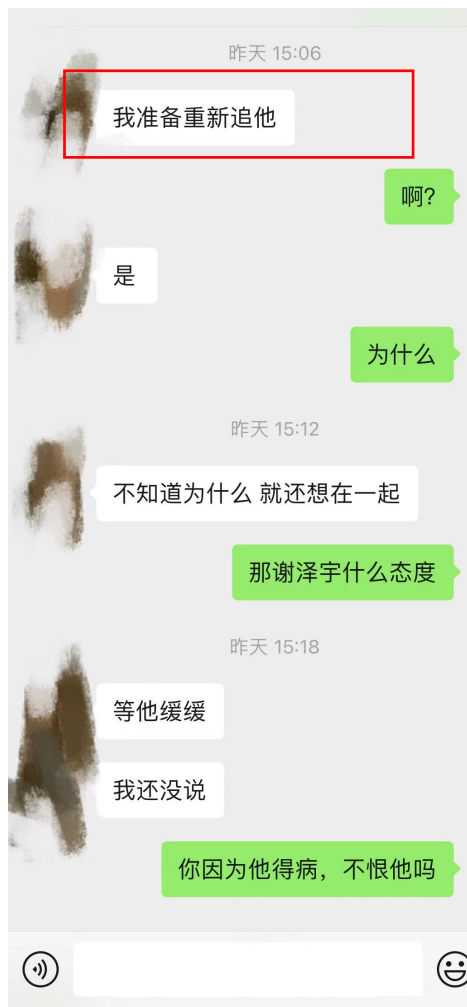 昨天 15:06
我准备重新追他
啊?
是
为什么
昨天 15:12
不知道为什么 就还想在一起
那谢泽宇什么态度
昨天 15:18
等他缓缓
我还没说
你因为他得病，不恨他吗